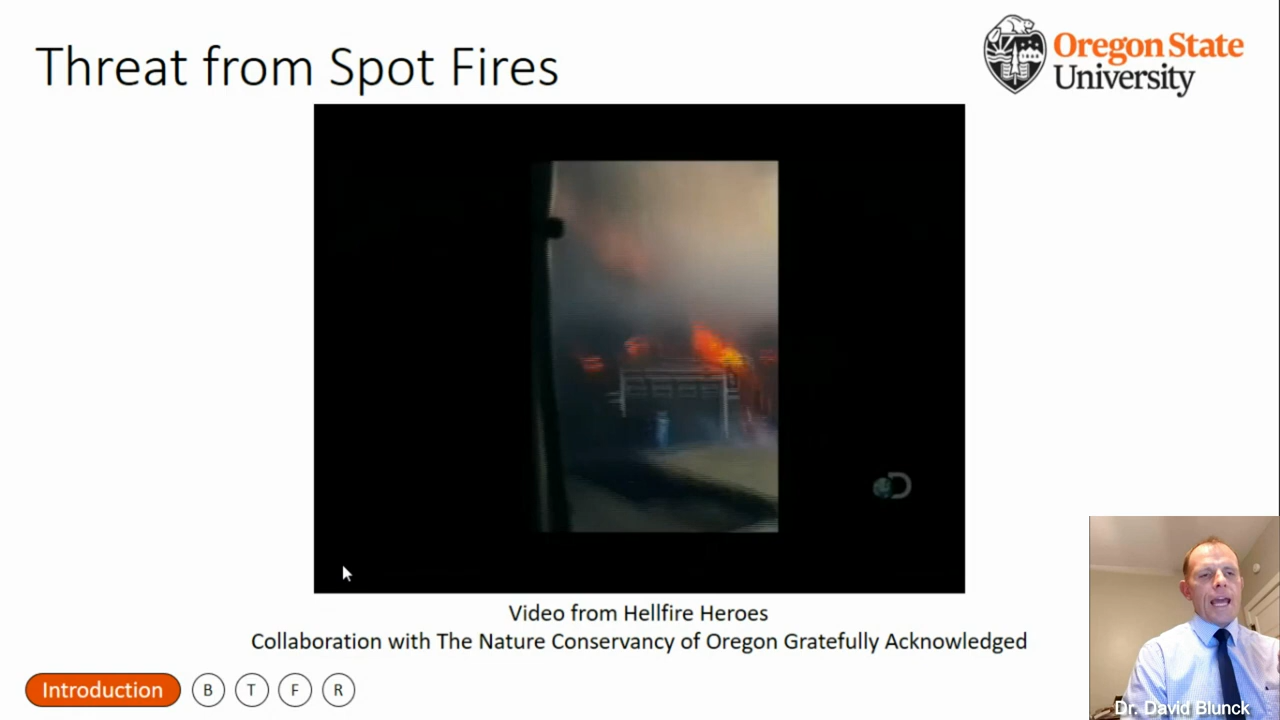 Threat from Spot Fires
Oregon State
University
Video from Hellfire Heroes
Collaboration with The Nature Conservancy of Oregon Gratefully Acknowledged
Introduction B T F R
Dr. David Blunck